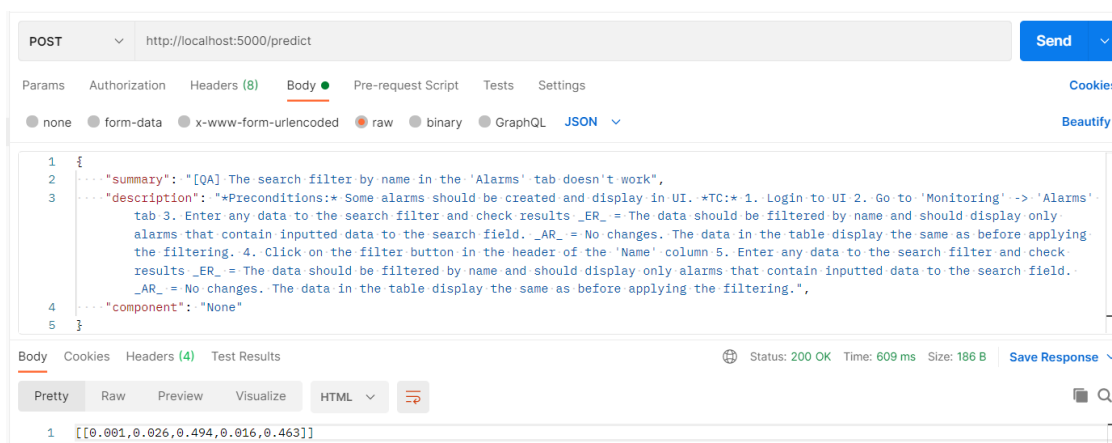 POST http://localhost:5000/predict Send
Params Authorization Headers (8) Body Pre-request Script Tests Settings Cookies
none form-data x-www-form-urlencoded raw binary GraphQL JSON Beautify
1 {
2 "summary": "[QA] The search filter by name in the 'Alarms' tab doesn't work",
3 "description": "*Preconditions:* Some alarms should be created and display in UI. *TC:* 1. Login to UI 2. Go to 'Monitoring' -> 'Alarms'
tab 3. Enter any data to the search filter and check results _ER_ = The data should be filtered by name and should display only
alarms that contain inputted data to the search field. _AR_ = No changes. The data in the table display the same as before applying
the filtering. 4. Click on the filter button in the header of the 'Name' column 5. Enter any data to the search filter and check
results _ER_ = The data should be filtered by name and should display only alarms that contain inputted data to the search field.
_AR_ = No changes. The data in the table display the same as before applying the filtering.",
4 "component": "None"
5 }
Body Cookies Headers (4) Test Results Status: 200 OK Time: 609 ms Size: 186 B Save Response
Pretty Raw Preview Visualize HTML
1 [[0.001,0.026,0.494,0.016,0.463]]